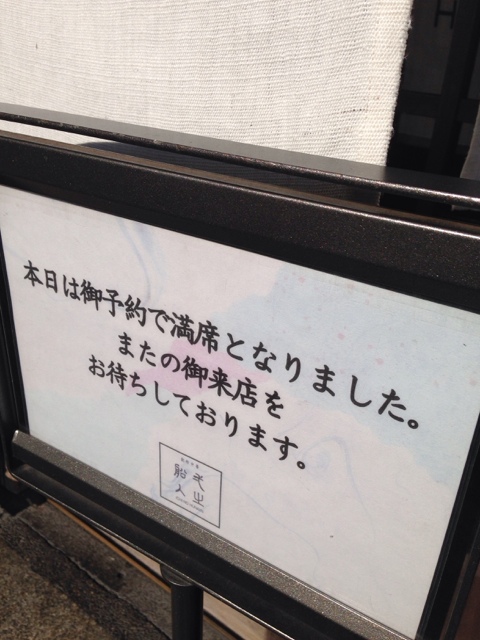 本日は御予約で満席となりました。
またの御来店を
お待ちしております。